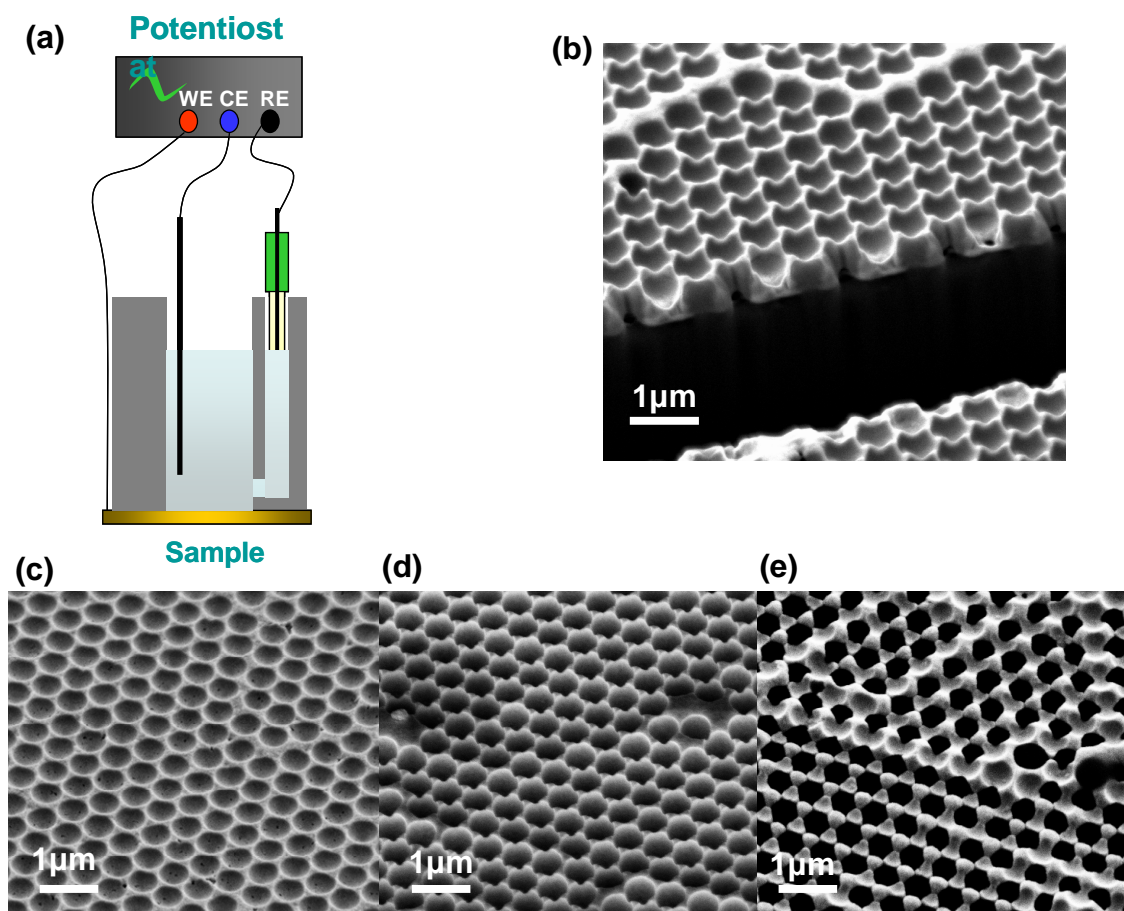 (a)
Potentiost
at
WE CE RE
Sample
(b)
1µm
(c)
1µm
(d)
1µm
(e)
1µm